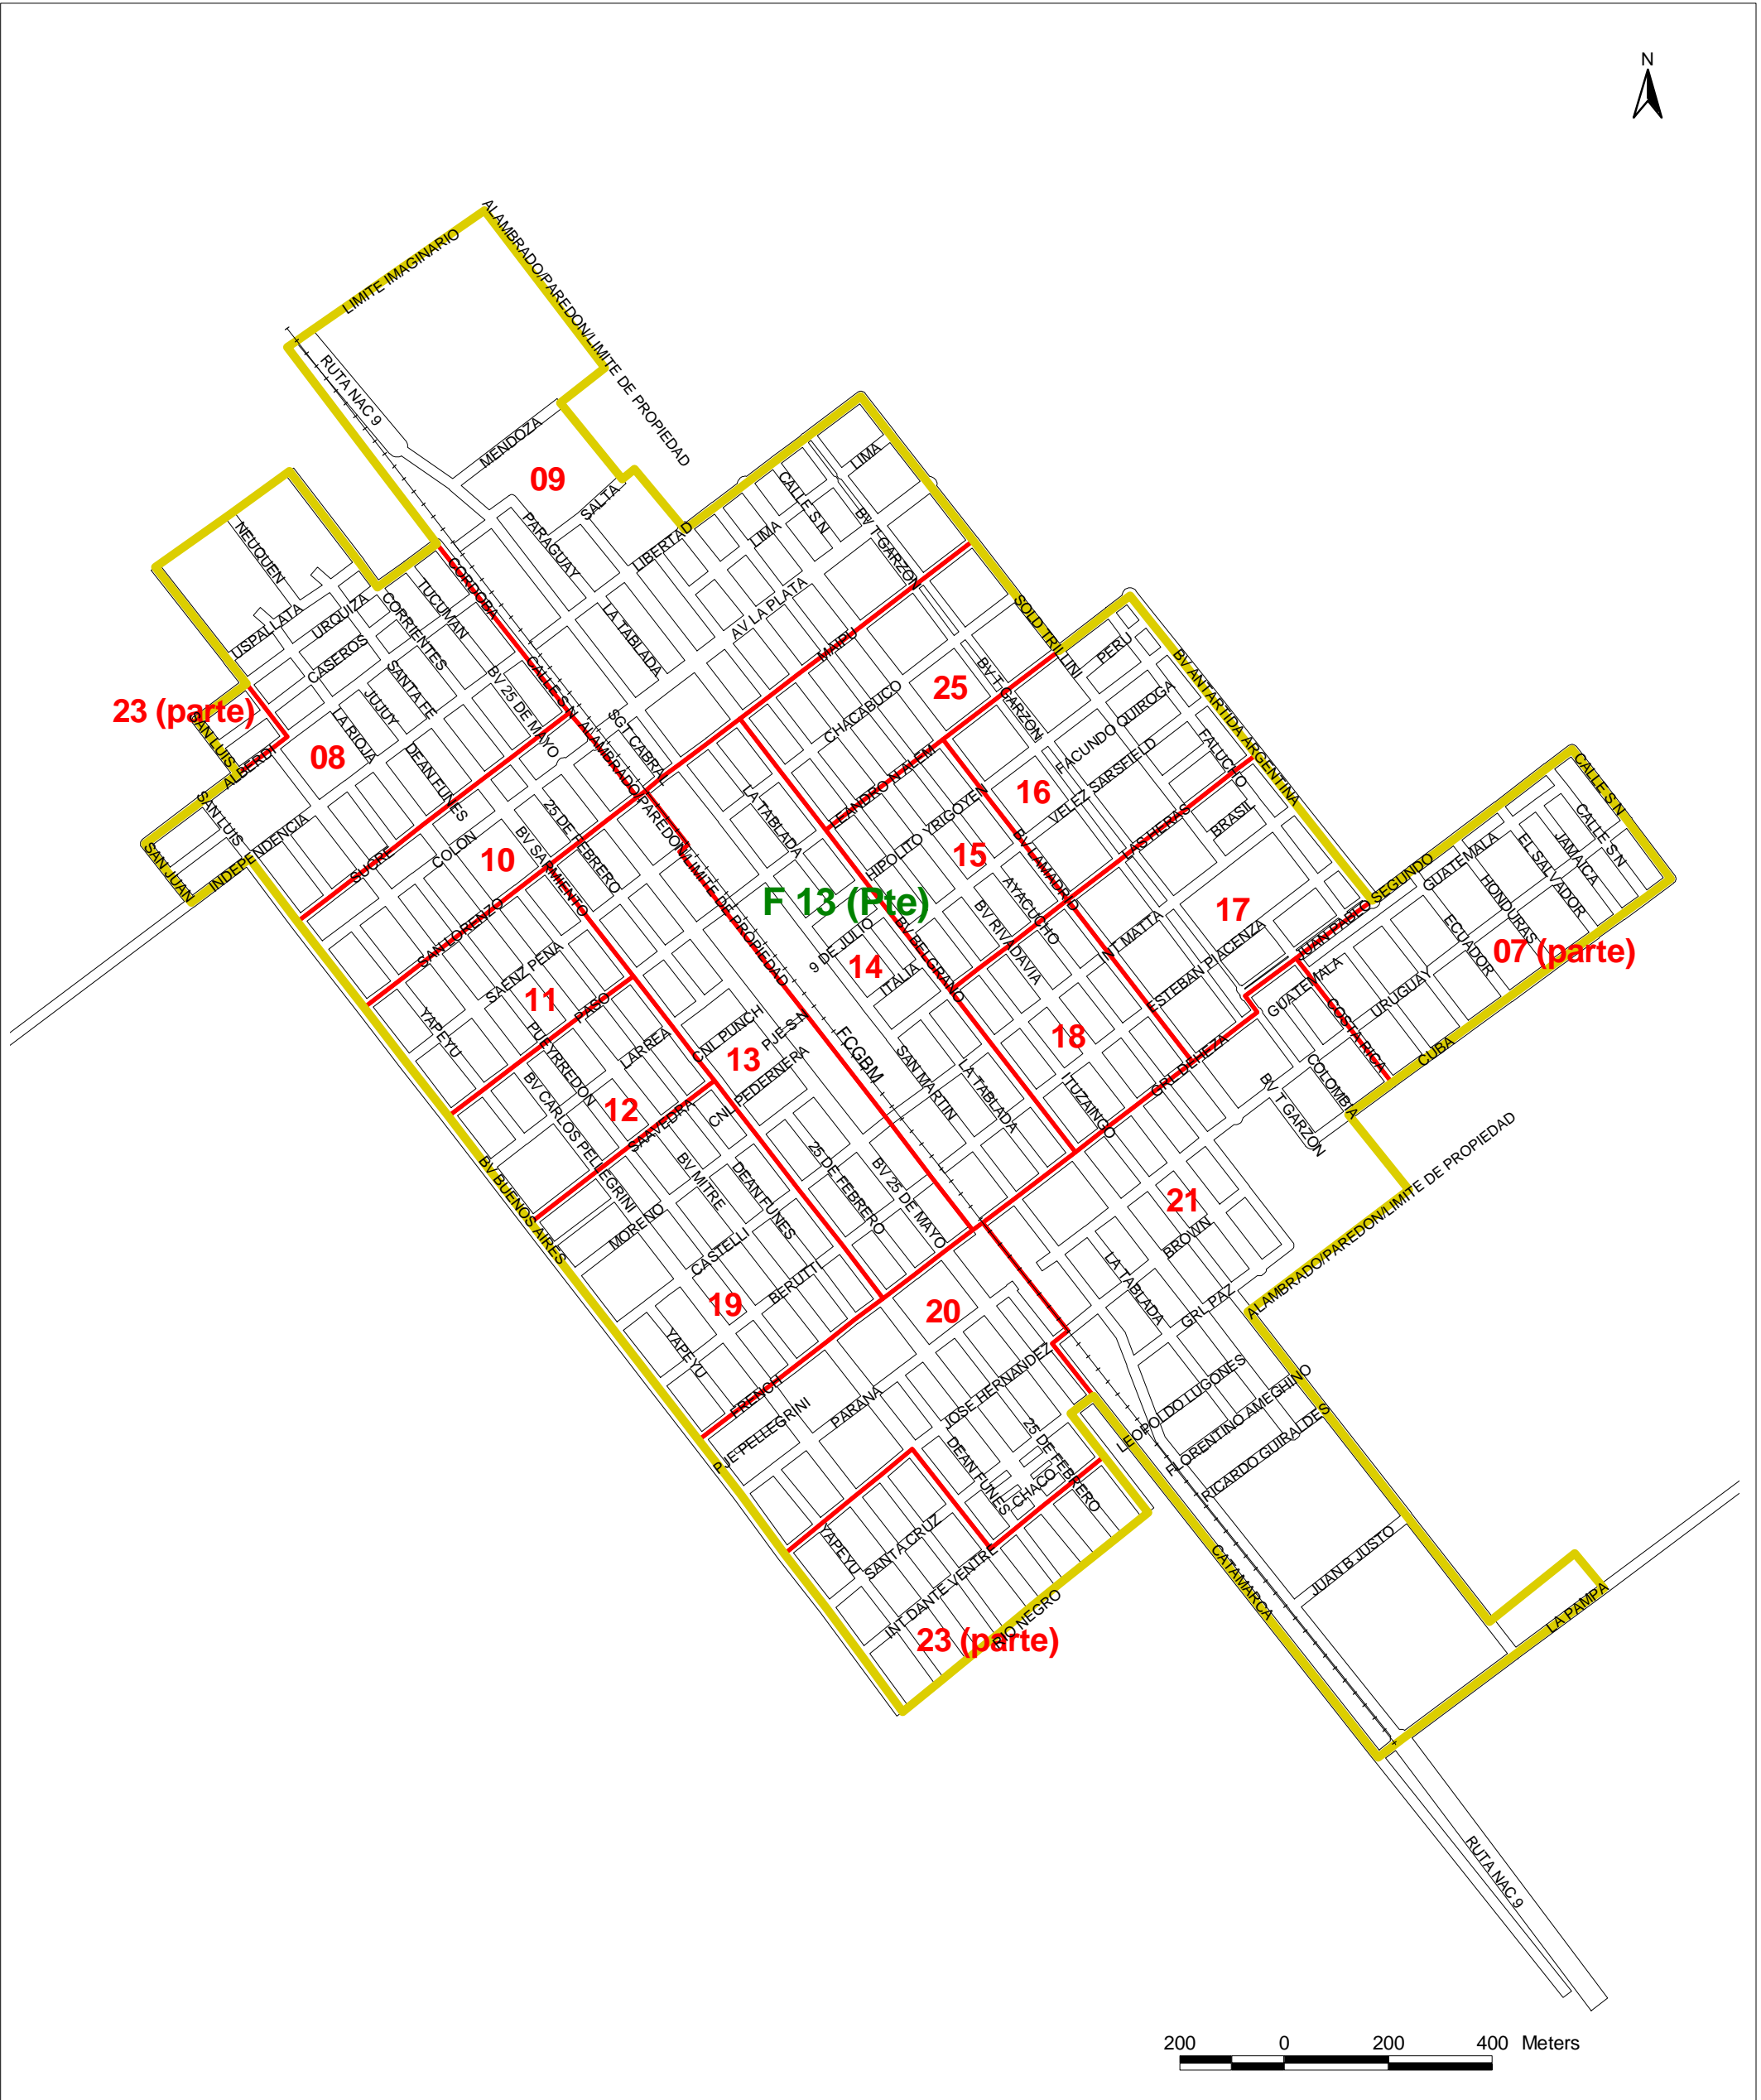 N
ALAMBRADO/PAREDON/LIMITE DE PROPIEDAD
LIMITE IMAGINARIO
RUTA NAC 9
MENDOZA
09
SALTA
PARAGUAY
LIBERTAD
LIMA
CALLE S N
LIMA
BV T GARZON
NEUQUEN
USPALLATA
URQUIZA
CORRIENTES
TUCUMAN
CORDOBA
CASEROS
SANTA FE
JUJUY
LA RIOJA
LA TABLADA
AV LA PLATA
MAIPU
SOLD TRILLINI
PERU
BV ANTARTIDA ARGENTINA
23 (parte)
SAN LUIS
ALBERDI
08
DEAN FUNES
BV 25 DE MAYO
CALLE S N
ALAMBRADO/PAREDON/LIMITE DE PROPIEDAD
SGT CABRAL
CHACABUCO
25
BV T GARZON
FACUNDO QUIROGA
FALUCHO
VELEZ SARSFIELD
16
LEANDRO N ALEM
HIPOLITO YRIGOYEN
LA TABLADA
SAN LUIS
INDEPENDENCIA
SAN JUAN
SUCRE
COLON
10
BV SARMIENTO
25 DE FEBRERO
15
BV LAMADRID
LAS HERAS
BRASIL
CALLE S N
CALLE S N
JAMAICA
EL SALVADOR
GUATEMALA
HONDURAS
JUAN PABLO SEGUNDO
ECUADOR
07 (parte)
F 13 (Pte)
17
AYACUCHO
BV RIVADAVIA
NT MATTA
ESTEBAN PIACENZA
BV BELGRANO
9 DE JULIO
14
ITALIA
SAN LORENZO
SAENZ PENA
11
PASO
YAPEYU
PUEYRREDON
LARREA
CNL PUNCH
PJE S N
13
CNL PEDERNERA
FCGBM
SAN MARTIN
LA TABLADA
18
ITUZAINGO
GRL DEHEZA
GUATEMALA
URUGUAY
COSTA RICA
CUBA
COLOMBIA
BV T GARZON
ALAMBRADO/PAREDON/LIMITE DE PROPIEDAD
BV CARLOS PELLEGRINI
12
SAAVEDRA
BV MITRE
DEAN FUNES
25 DE FEBRERO
BV 25 DE MAYO
BV BUENOS AIRES
MORENO
CASTELLI
BERUTTI
19
20
21
BROWN
LA TABLADA
GRL PAZ
YAPEYU
FRENCH
PJE PELLEGRINI
PARANA
JOSE HERNANDEZ
25 DE FEBRERO
DEAN FUNES
CHACO
LEOPOLDO LUGONES
FLORENTINO AMEGHINO
RICARDO GUIRALDES
JUAN B JUSTO
CATAMARCA
LA PAMPA
YAPEYU
SANTA CRUZ
INT DANTE VENTRE
RIO NEGRO
23 (parte)
RUTA NAC 9
200 0 200 400 Meters